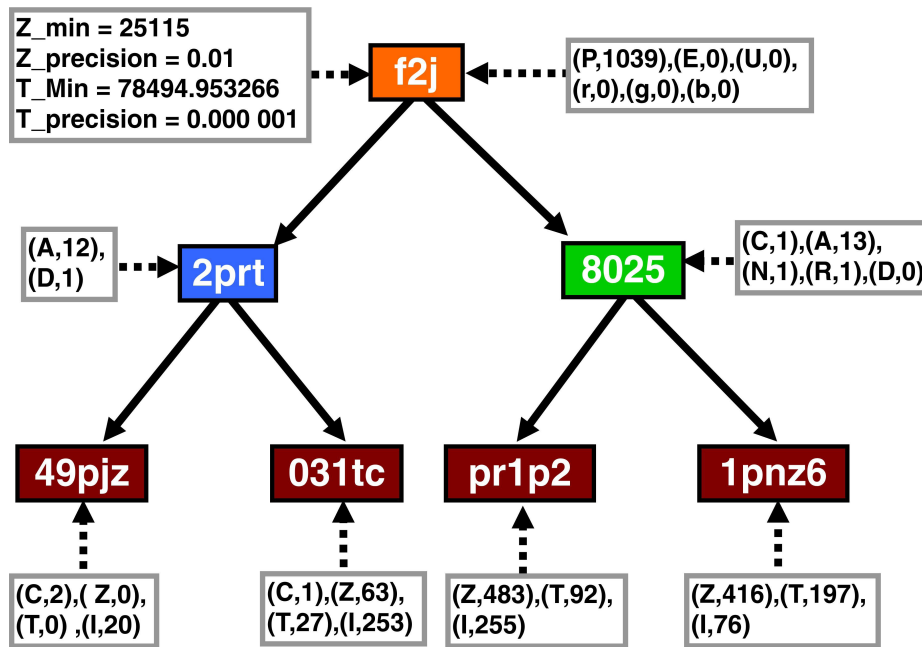 Z_min = 25115
Z_precision = 0.01
T_Min = 78494.953266
T_precision = 0.000 001
f2j
(P,1039),(E,0),(U,0),
(r,0),(g,0),(b,0)
(A,12),
(D,1)
2prt
8025
(C,1),(A,13),
(N,1),(R,1),(D,0)
49pjz
031tc
pr1p2
1pnz6
(C,2),( Z,0),
(T,0) ,(I,20)
(C,1),(Z,63),
(T,27),(I,253)
(Z,483),(T,92),
(I,255)
(Z,416),(T,197),
(I,76)